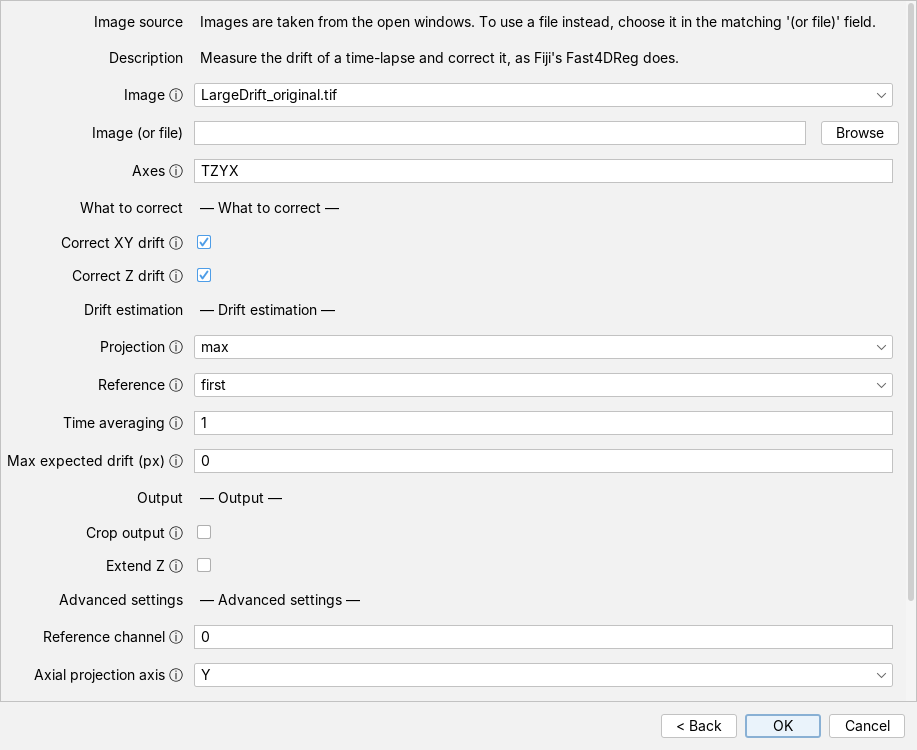 Image source Images are taken from the open windows. To use a file instead, choose it in the matching '(or file)' field.
Description Measure the drift of a time-lapse and correct it, as Fiji's Fast4DReg does.
Image ⓘ LargeDrift_original.tif
Image (or file) Browse
Axes ⓘ TZYX
What to correct — What to correct —
Correct XY drift ⓘ
Correct Z drift ⓘ
Drift estimation — Drift estimation —
Projection ⓘ max
Reference ⓘ first
Time averaging ⓘ 1
Max expected drift (px) ⓘ 0
Output — Output —
Crop output ⓘ
Extend Z ⓘ
Advanced settings — Advanced settings —
Reference channel ⓘ 0
Axial projection axis ⓘ Y
< Back OK Cancel